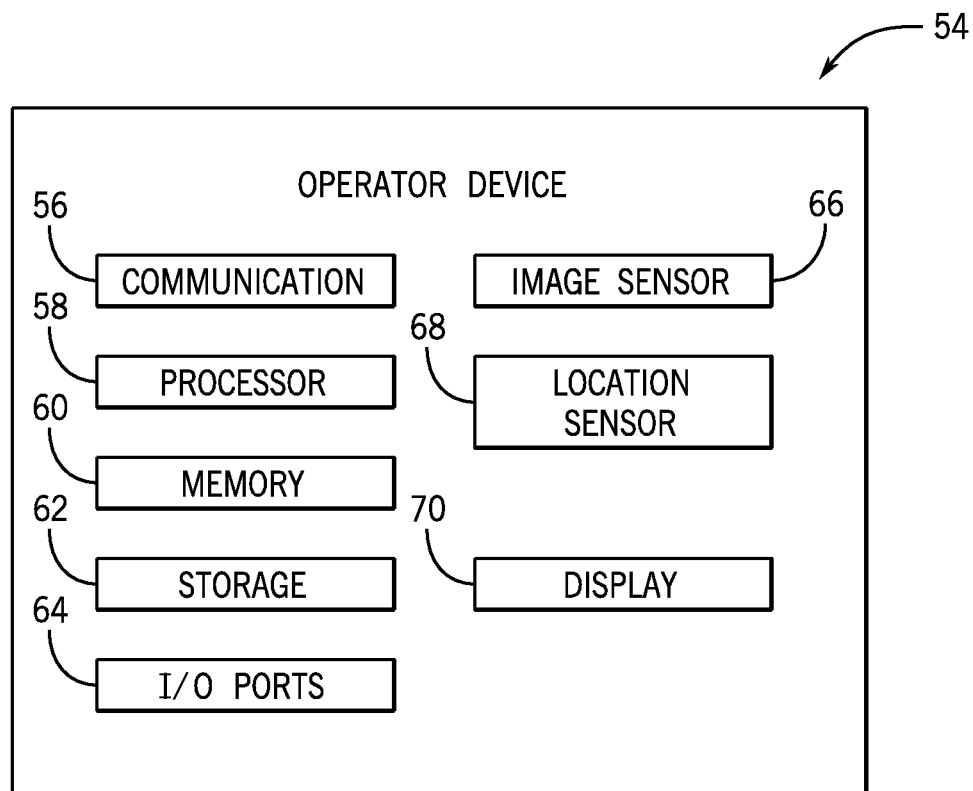 54
OPERATOR DEVICE
56
COMMUNICATION
66
IMAGE SENSOR
58
PROCESSOR
68
LOCATION
SENSOR
60
MEMORY
62
STORAGE
70
DISPLAY
64
I/O PORTS